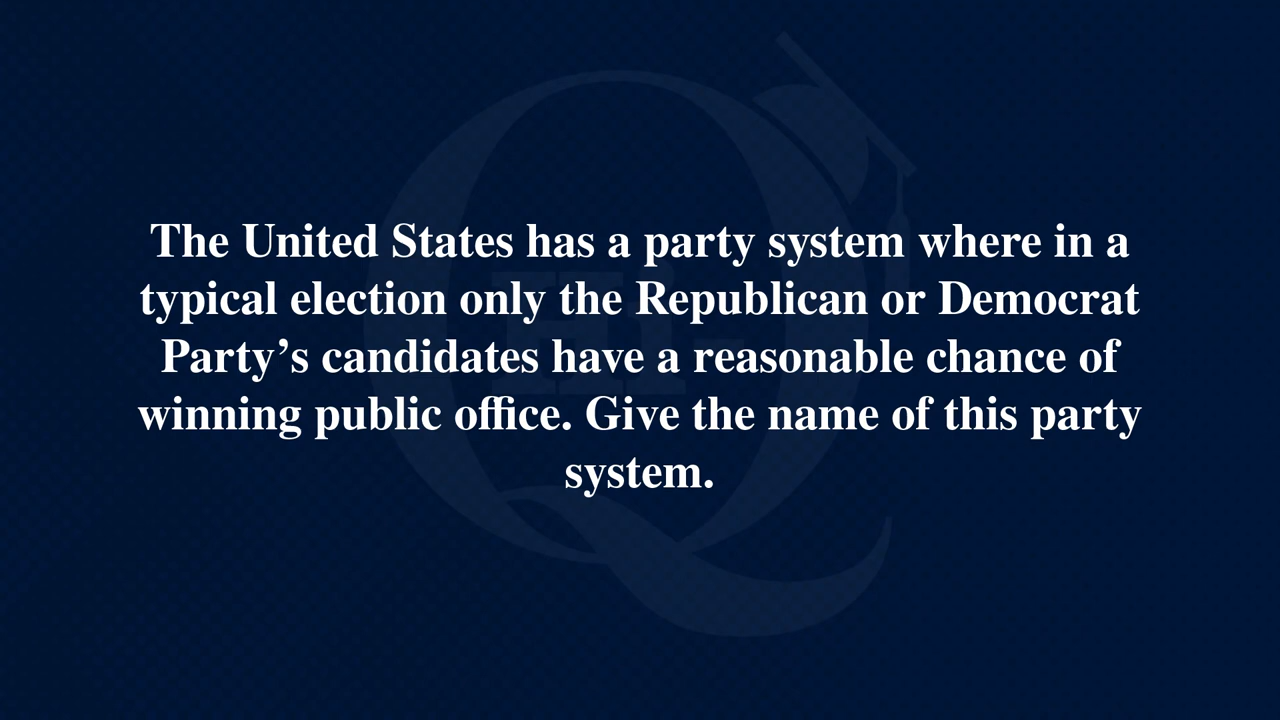 The United States has a party system where in a
typical election only the Republican or Democrat
Party’s candidates have a reasonable chance of
winning public office. Give the name of this party
system.